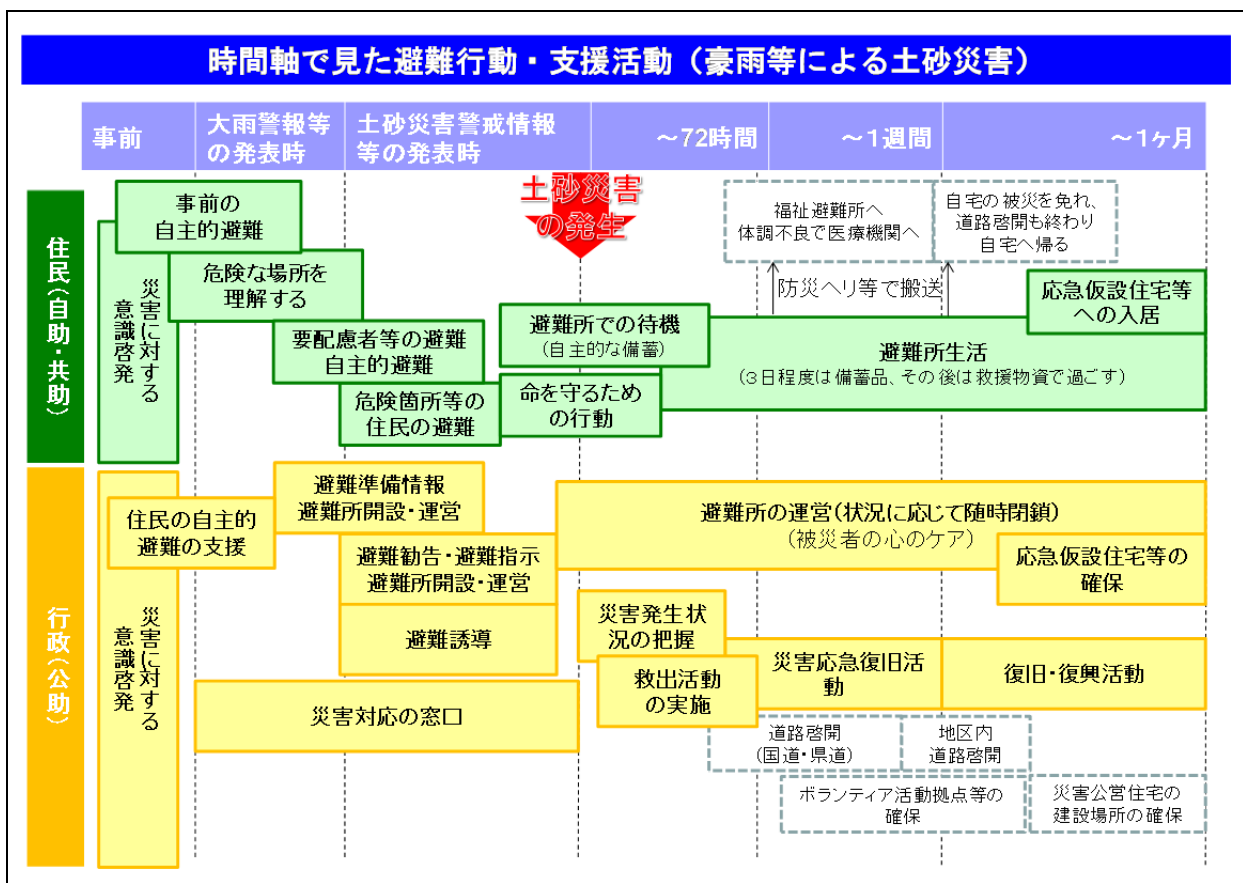 時間軸で見た避難行動・支援活動（豪雨等による土砂災害）
事前
大雨警報等
の発表時
土砂災害警戒情報
等の発表時
～72時間
～1週間
～1ヶ月
土砂災害
の発生
住民（自助・共助）
災害に対する
意識啓発
事前の
自主的避難
危険な場所を
理解する
要配慮者等の避難
自主的避難
危険箇所等の
住民の避難
避難所での待機
（自主的な備蓄）
命を守るため
の行動
福祉避難所へ
体調不良で医療機関へ
自宅の被災を免れ、
道路啓開も終わり
自宅へ帰る
防災ヘリ等で搬送
応急仮設住宅等
への入居
避難所生活
（３日程度は備蓄品、その後は救援物資で過ごす）
行政（公助）
災害に対する
意識啓発
住民の自主的
避難の支援
避難準備情報
避難所開設・運営
避難勧告・避難指示
避難所開設・運営
避難誘導
災害対応の窓口
避難所の運営（状況に応じて随時閉鎖）
（被災者の心のケア）
応急仮設住宅等の
確保
災害発生状
況の把握
救出活動
の実施
災害応急復旧活
動
復旧・復興活動
道路啓開
（国道・県道）
地区内
道路啓開
ボランティア活動拠点等の
確保
災害公営住宅の
建設場所の確保